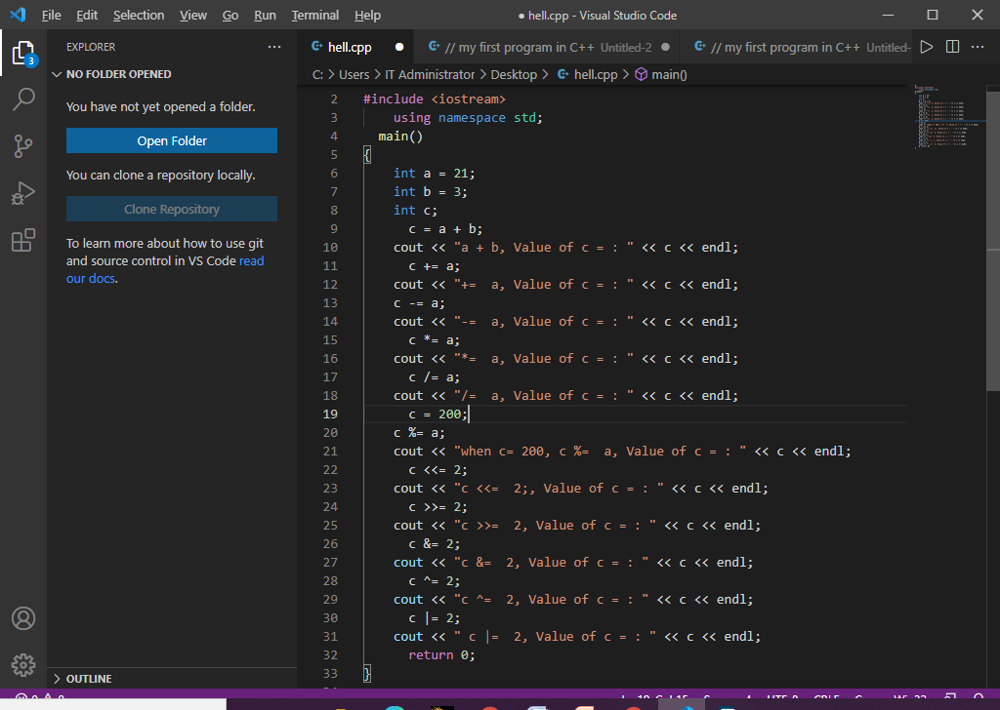 File Edit Selection View Go Run Terminal Help
● hell.cpp - Visual Studio Code
3
EXPLORER
NO FOLDER OPENED
You have not yet opened a folder.
Open Folder
You can clone a repository locally.
Clone Repository
To learn more about how to use git
and source control in VS Code read
our docs.
OUTLINE
hell.cpp
// my first program in C++ Untitled-2
// my first program in C++ Untitled-
C: > Users > IT Administrator > Desktop > hell.cpp > main()
2 #include <iostream>
3 using namespace std;
4 main()
5 {
6 int a = 21;
7 int b = 3;
8 int c;
9 c = a + b;
10 cout << "a + b, Value of c = : " << c << endl;
11 c += a;
12 cout << "+=  a, Value of c = : " << c << endl;
13 c -= a;
14 cout << "-=  a, Value of c = : " << c << endl;
15 c *= a;
16 cout << "*=  a, Value of c = : " << c << endl;
17 c /= a;
18 cout << "/=  a, Value of c = : " << c << endl;
19 c = 200;
20 c %= a;
21 cout << "when c= 200, c %=  a, Value of c = : " << c << endl;
22 c <<= 2;
23 cout << "c <<=  2;, Value of c = : " << c << endl;
24 c >>= 2;
25 cout << "c >>=  2, Value of c = : " << c << endl;
26 c &= 2;
27 cout << "c &=  2, Value of c = : " << c << endl;
28 c ^= 2;
29 cout << "c ^=  2, Value of c = : " << c << endl;
30 c |= 2;
31 cout << " c |=  2, Value of c = : " << c << endl;
32 return 0;
33 }